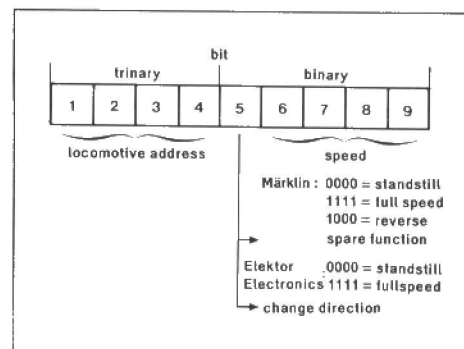 bit
trinary binary
1 2 3 4 5 6 7 8 9
locomotive address speed
Märklin : 0000 = standstill
1111 = full speed
1000 = reverse
spare function
Elektor .0000 = standstill
Electronics: 1111 = fullspeed
change direction